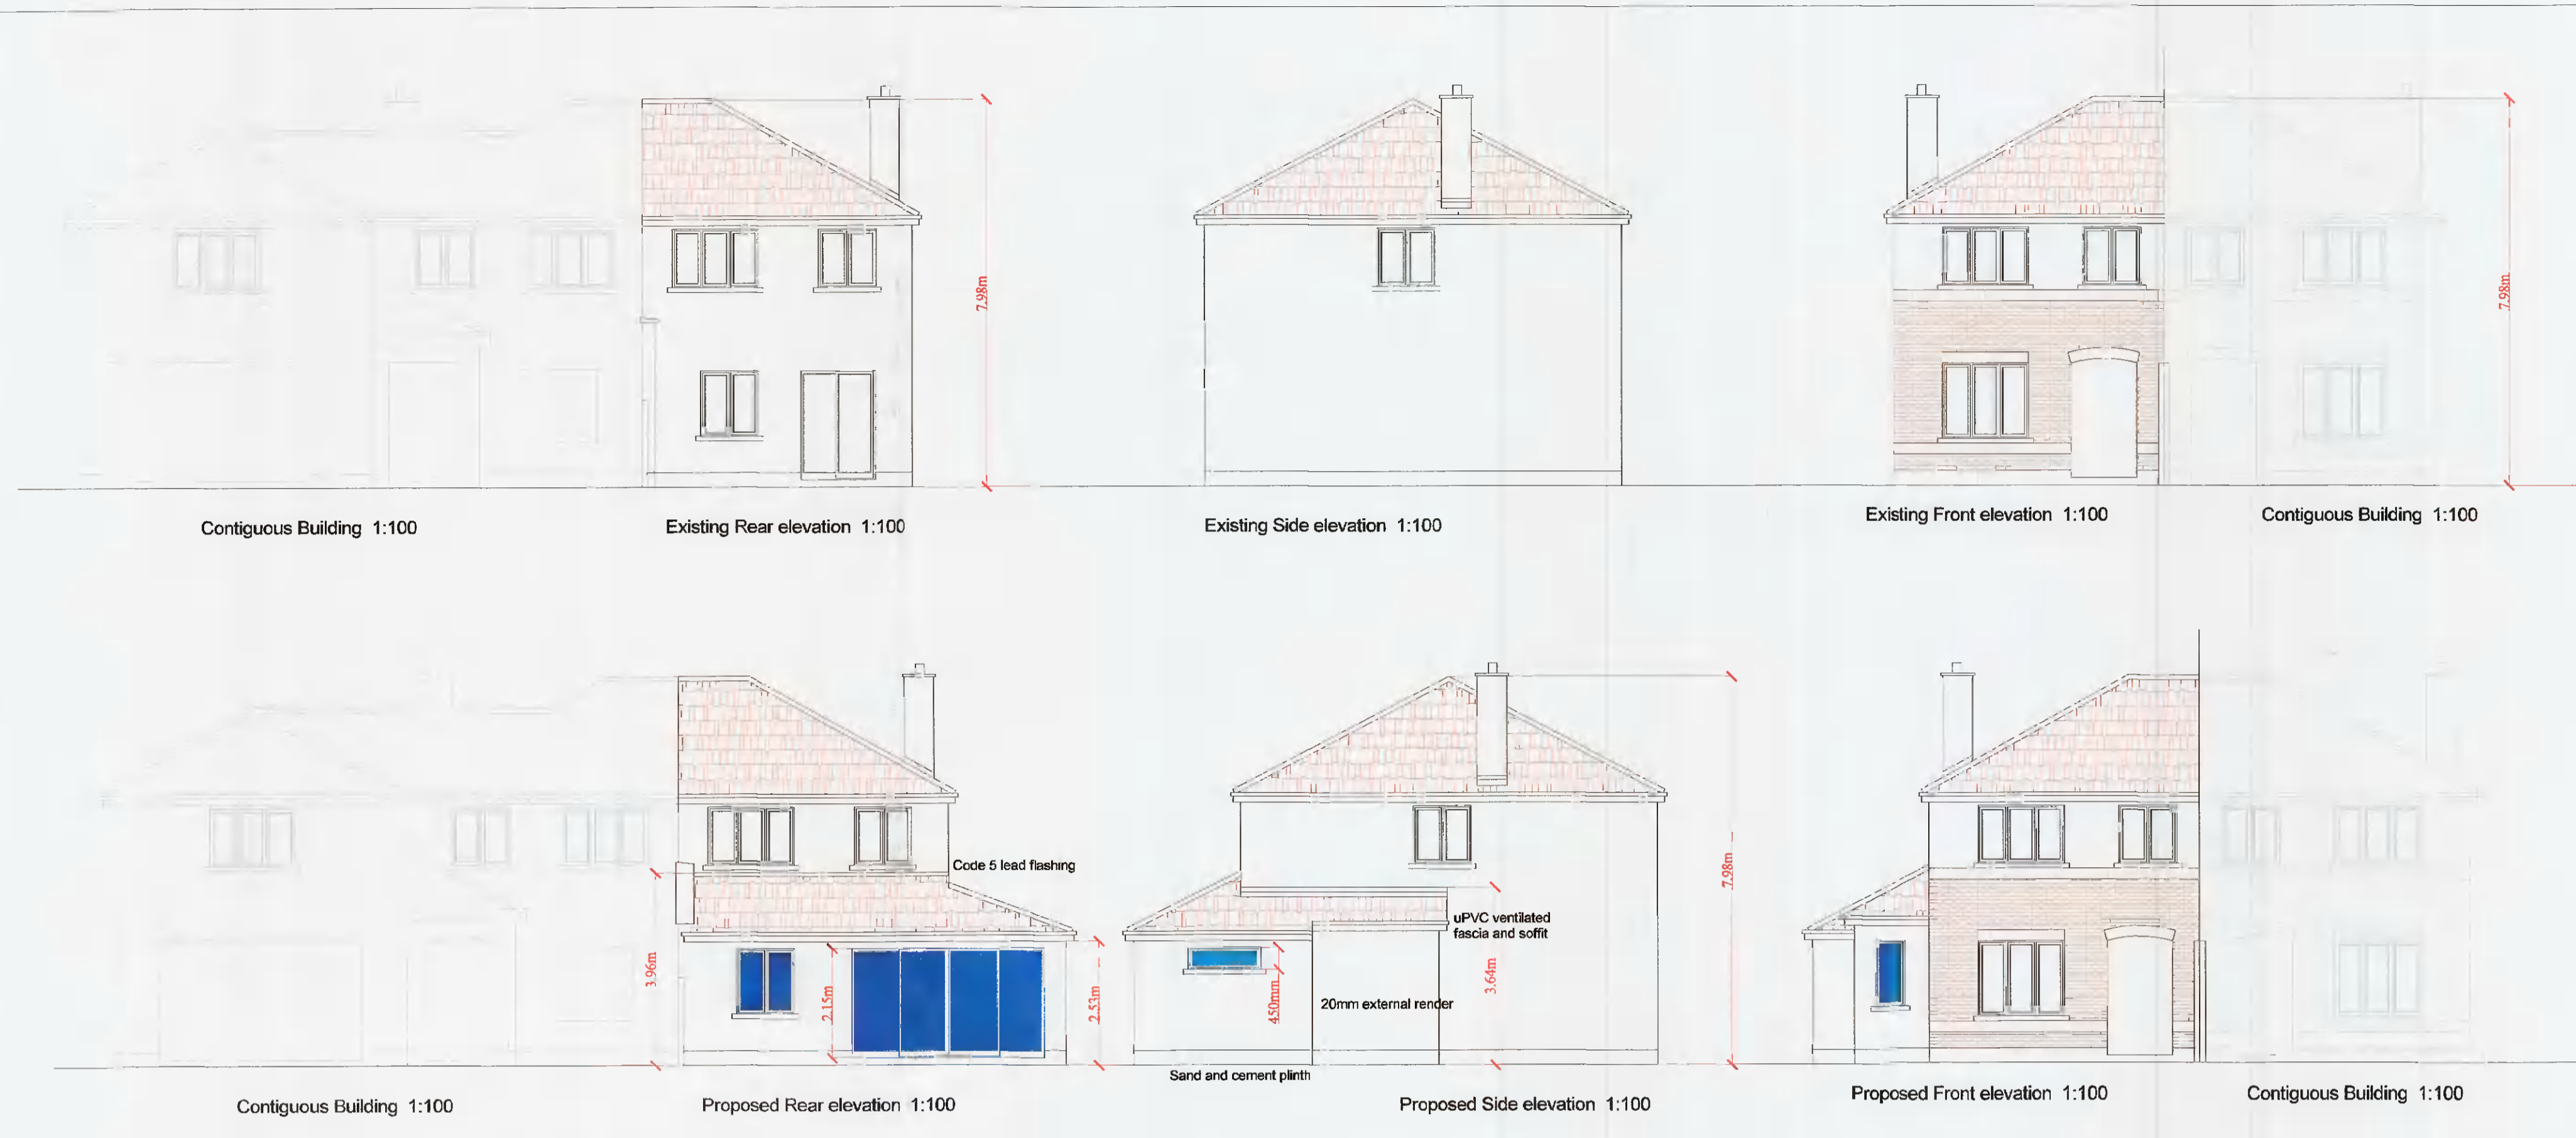 7.98m
7.98m
Contiguous Building 1:100
Existing Rear elevation 1:100
Existing Side elevation 1:100
Existing Front elevation 1:100
Contiguous Building 1:100
Code 5 lead flashing
3.96m
2.15m
2.53m
450mm
uPVC ventilated
fascia and soffit
3.64m
20mm external render
7.98m
Sand and cement plinth
Contiguous Building 1:100
Proposed Rear elevation 1:100
Proposed Side elevation 1:100
Proposed Front elevation 1:100
Contiguous Building 1:100